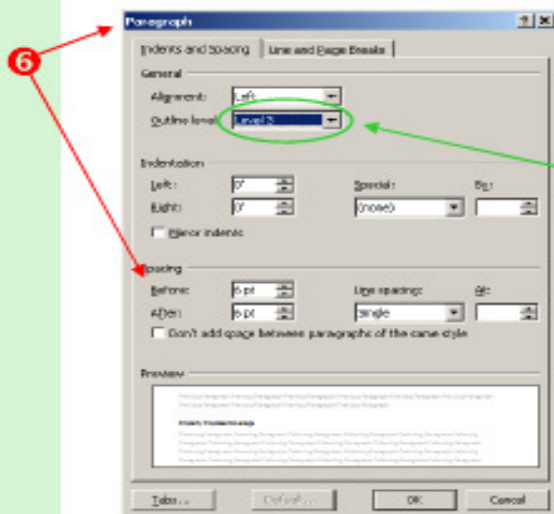 Paragraph
6
Indents and Spacing Line and Page Breaks
General
Alignment: Left
Outline level: Level 3
Indentation
Left: 0" Special: By:
Right: 0" (none)
Mirror indents
Spacing
Before: 6 pt Line spacing: At:
After: 6 pt Single
Don't add space between paragraphs of the same style
Preview
Tabs... Default... OK Cancel